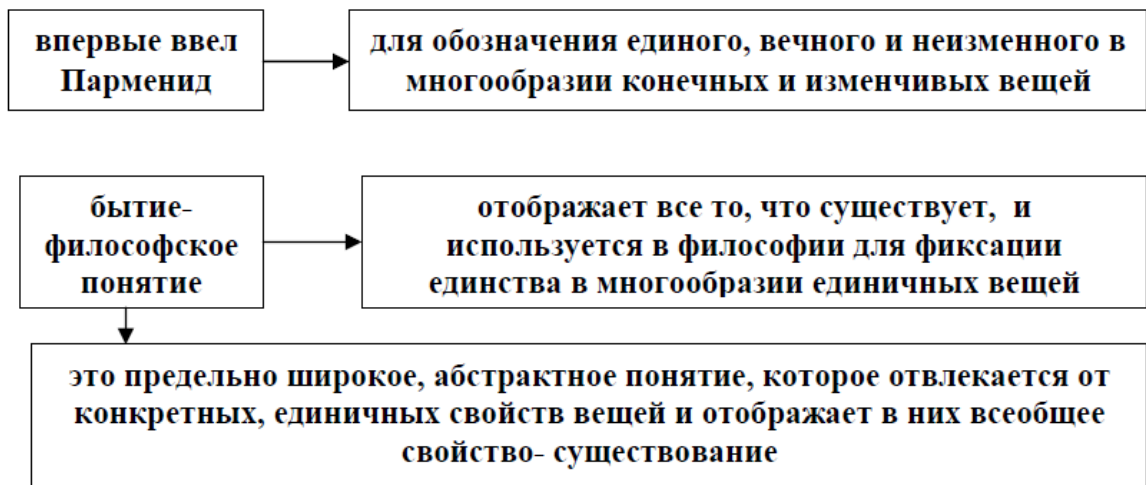 впервые ввел
Парменид
для обозначения единого, вечного и неизменного в
многообразии конечных и изменчивых вещей
бытие-
философское
понятие
отображает все то, что существует, и
используется в философии для фиксации
единства в многообразии единичных вещей
это предельно широкое, абстрактное понятие, которое отвлекается от
конкретных, единичных свойств вещей и отображает в них всеобщее
свойство- существование